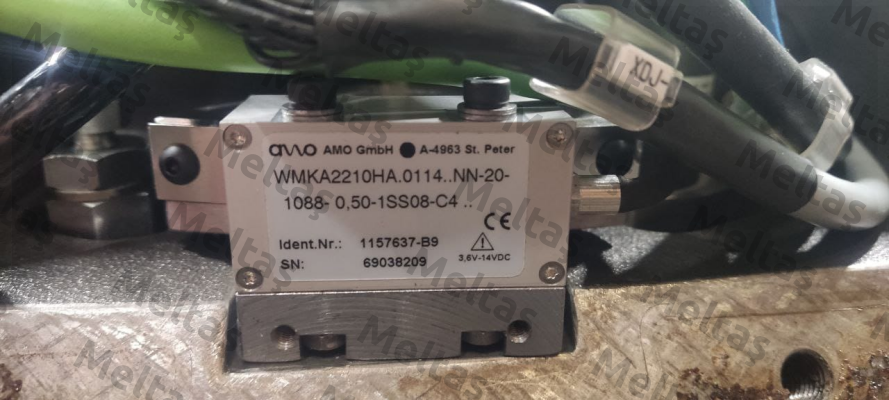 XDJ-
amo AMO GmbH A-4963 St. Peter
WMKA2210HA.0114..NN-20-
1088- 0,50-1SS08-C4 ..
CE
Ident.Nr.: 1157637-B9
3,6V-14VDC
SN: 69038209
Meltaş